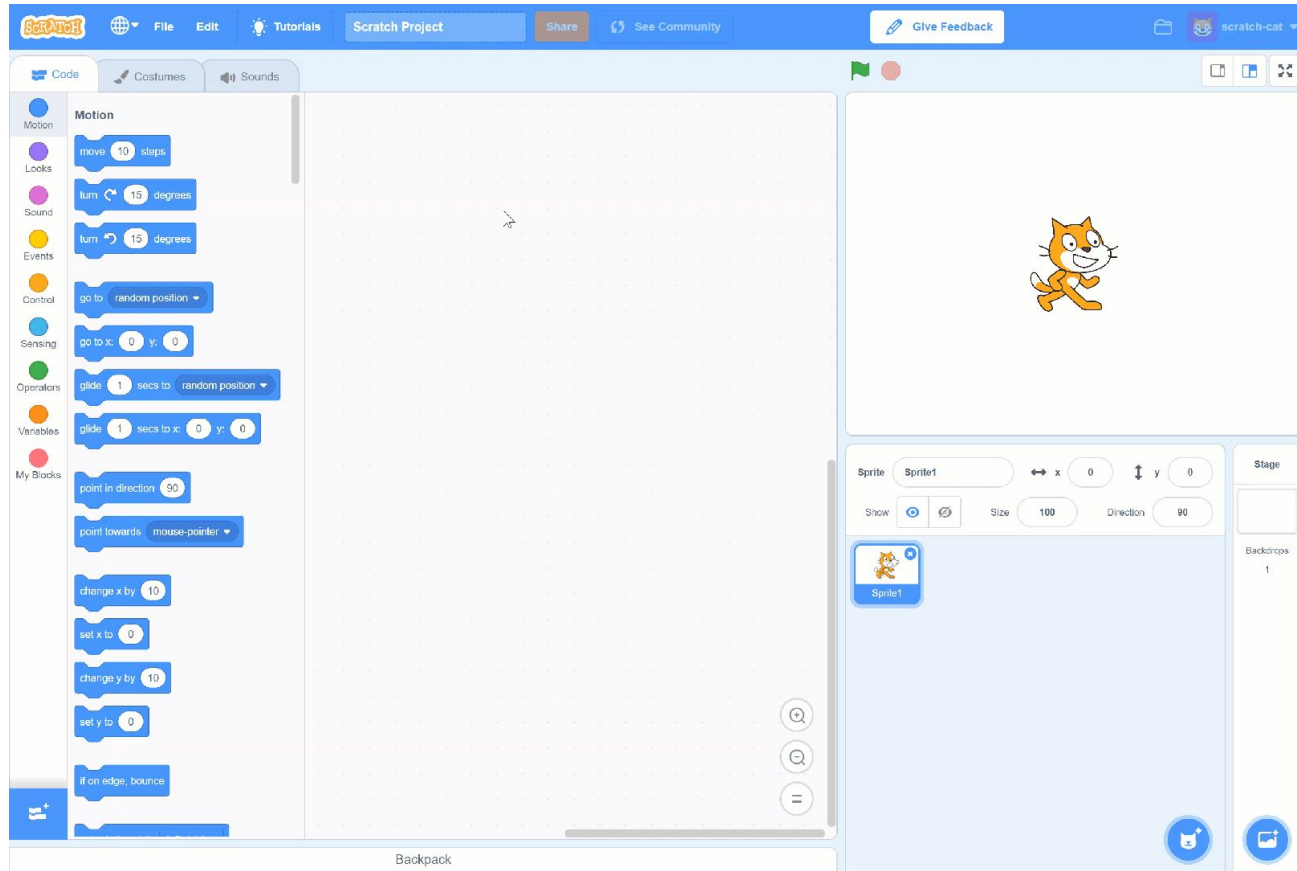 SCRATCH File Edit Tutorials Scratch Project Share See Community Give Feedback scratch-cat
Code Costumes Sounds
Motion
Looks
Sound
Events
Control
Sensing
Operators
Variables
My Blocks
Motion
move 10 steps
turn 15 degrees
turn 15 degrees
go to random position
go to x: 0 y: 0
glide 1 secs to random position
glide 1 secs to x: 0 y: 0
point in direction 90
point towards mouse-pointer
change x by 10
set x to 0
change y by 10
set y to 0
if on edge, bounce
Backpack
Sprite Sprite1 x 0 y 0
Show Size 100 Direction 90
Sprite1
Stage
Backdrops
1